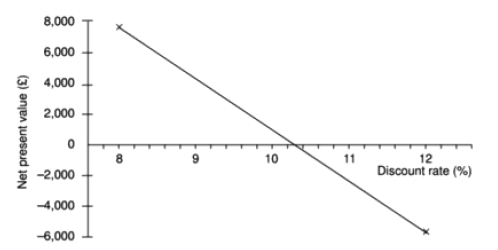 8,000
6,000
4,000
2,000
0
−2,000
−4,000
−6,000
Net present value (£)
8 9 10 11 12
Discount rate (%)